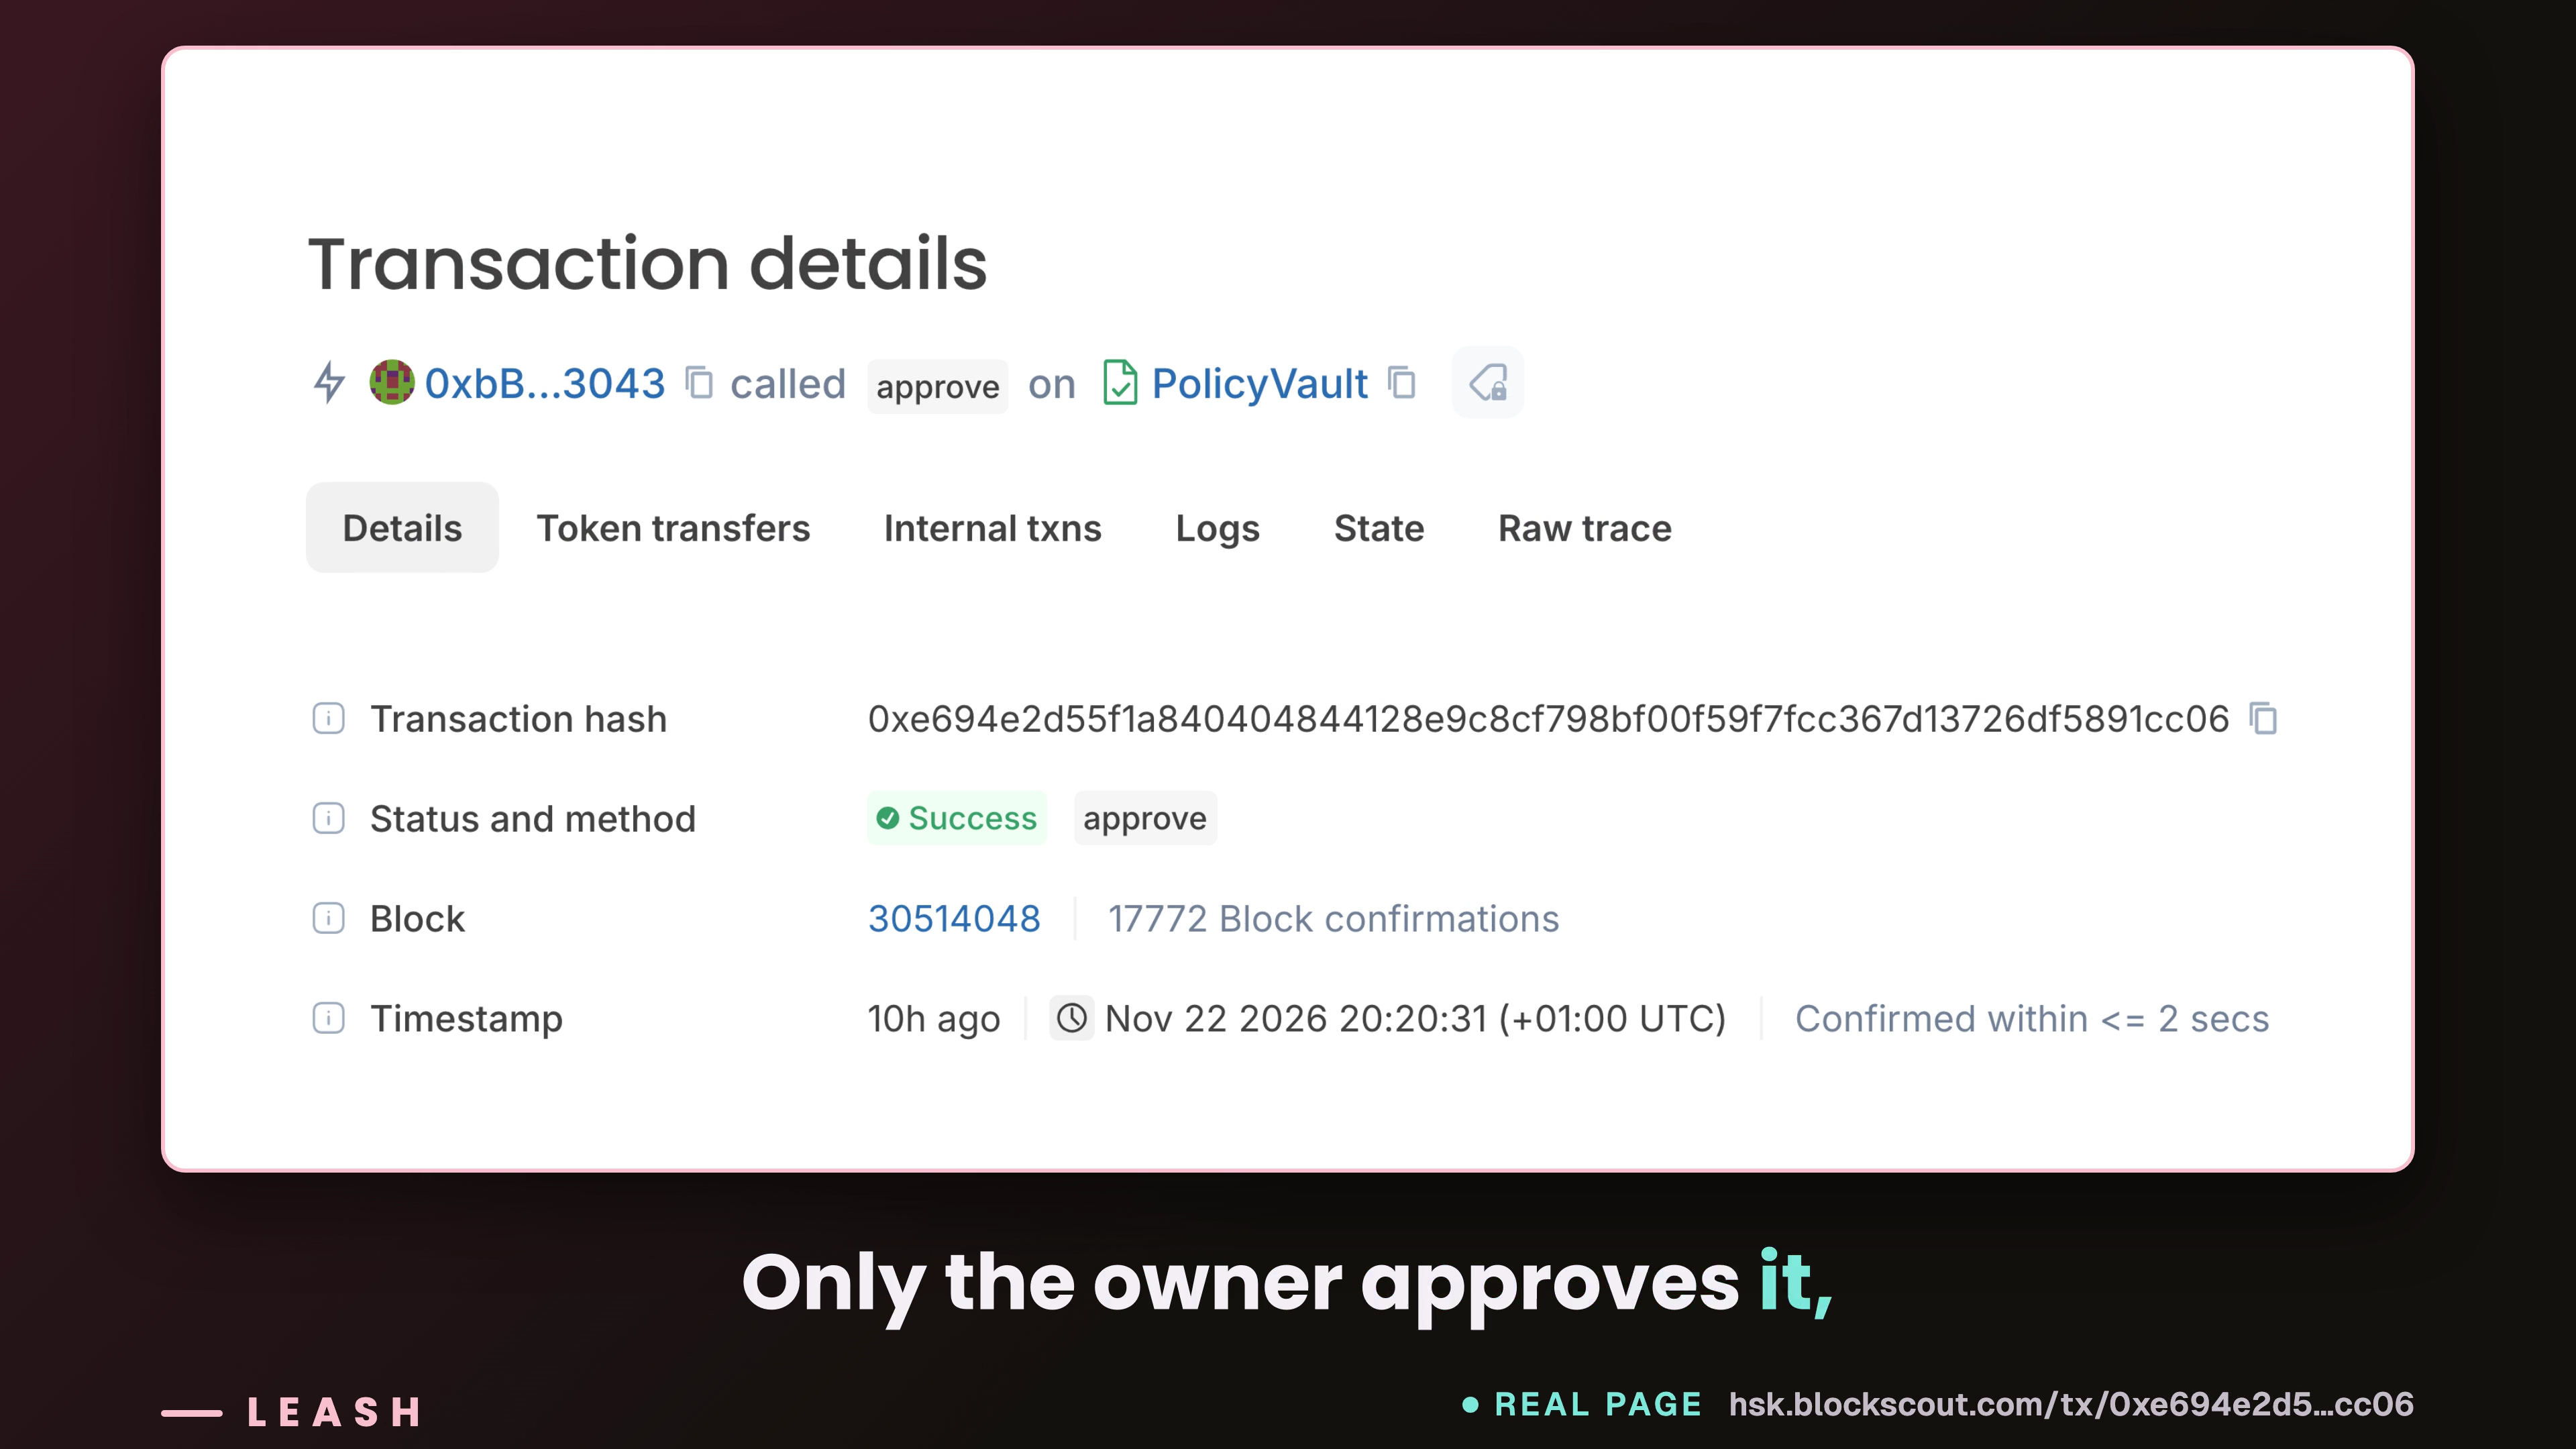 Transaction details
0xbB...3043 called approve on PolicyVault
Details Token transfers Internal txns Logs State Raw trace
Transaction hash 0xe694e2d55f1a840404844128e9c8cf798bf00f59f7fcc367d13726df5891cc06
Status and method Success approve
Block 30514048 17772 Block confirmations
Timestamp 10h ago Nov 22 2026 20:20:31 (+01:00 UTC) Confirmed within <= 2 secs
Only the owner approves it,
LEASH
REAL PAGE hsk.blockscout.com/tx/0xe694e2d5...cc06